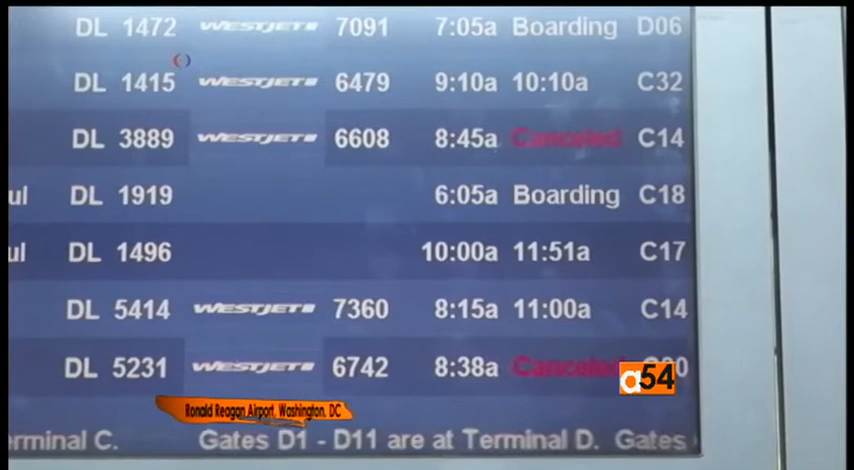 DL 1472 WESTJET 7091 7:05a Boarding D06
DL 1415 WESTJET 6479 9:10a 10:10a C32
DL 3889 WESTJET 6608 8:45a Canceled C14
ul DL 1919 6:05a Boarding C18
ul DL 1496 10:00a 11:51a C17
DL 5414 WESTJET 7360 8:15a 11:00a C14
DL 5231 WESTJET 6742 8:38a Canceled
a54
Ronald Reagan Airport, Washington, DC
erminal C. Gates D1 - D11 are at Terminal D. Gates